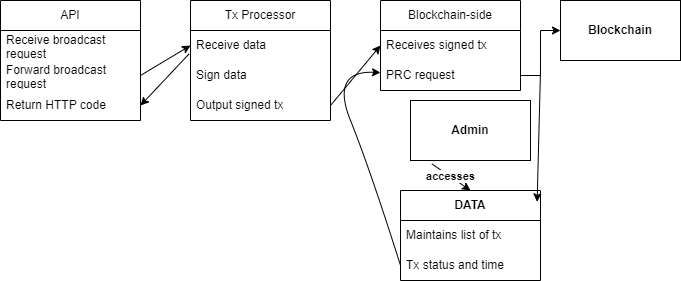 API
Receive broadcast
request
Forward broadcast
request
Return HTTP code
Tx Processor
Receive data
Sign data
Output signed tx
Blockchain-side
Receives signed tx
PRC request
Blockchain
Admin
accesses
DATA
Maintains list of tx
Tx status and time